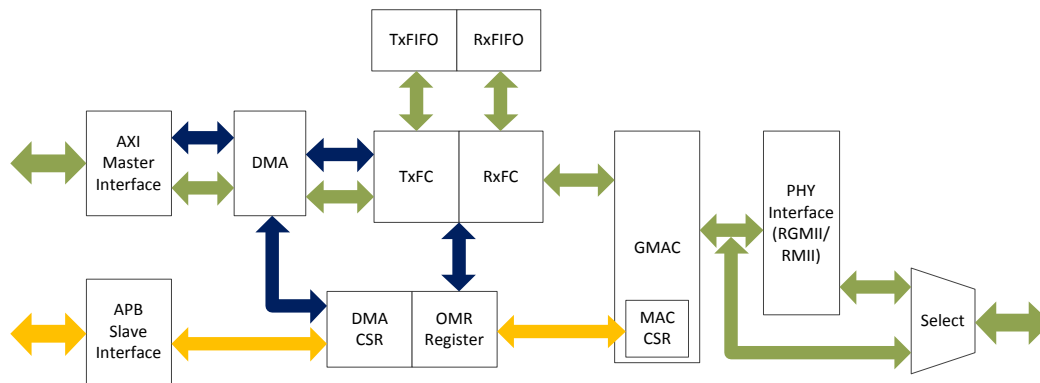 TxFIFO
RxFIFO
AXI
Master
Interface
DMA
TxFC
RxFC
GMAC
PHY
Interface
(RGMII/
RMII)
APB
Slave
Interface
DMA
CSR
OMR
Register
MAC
CSR
Select